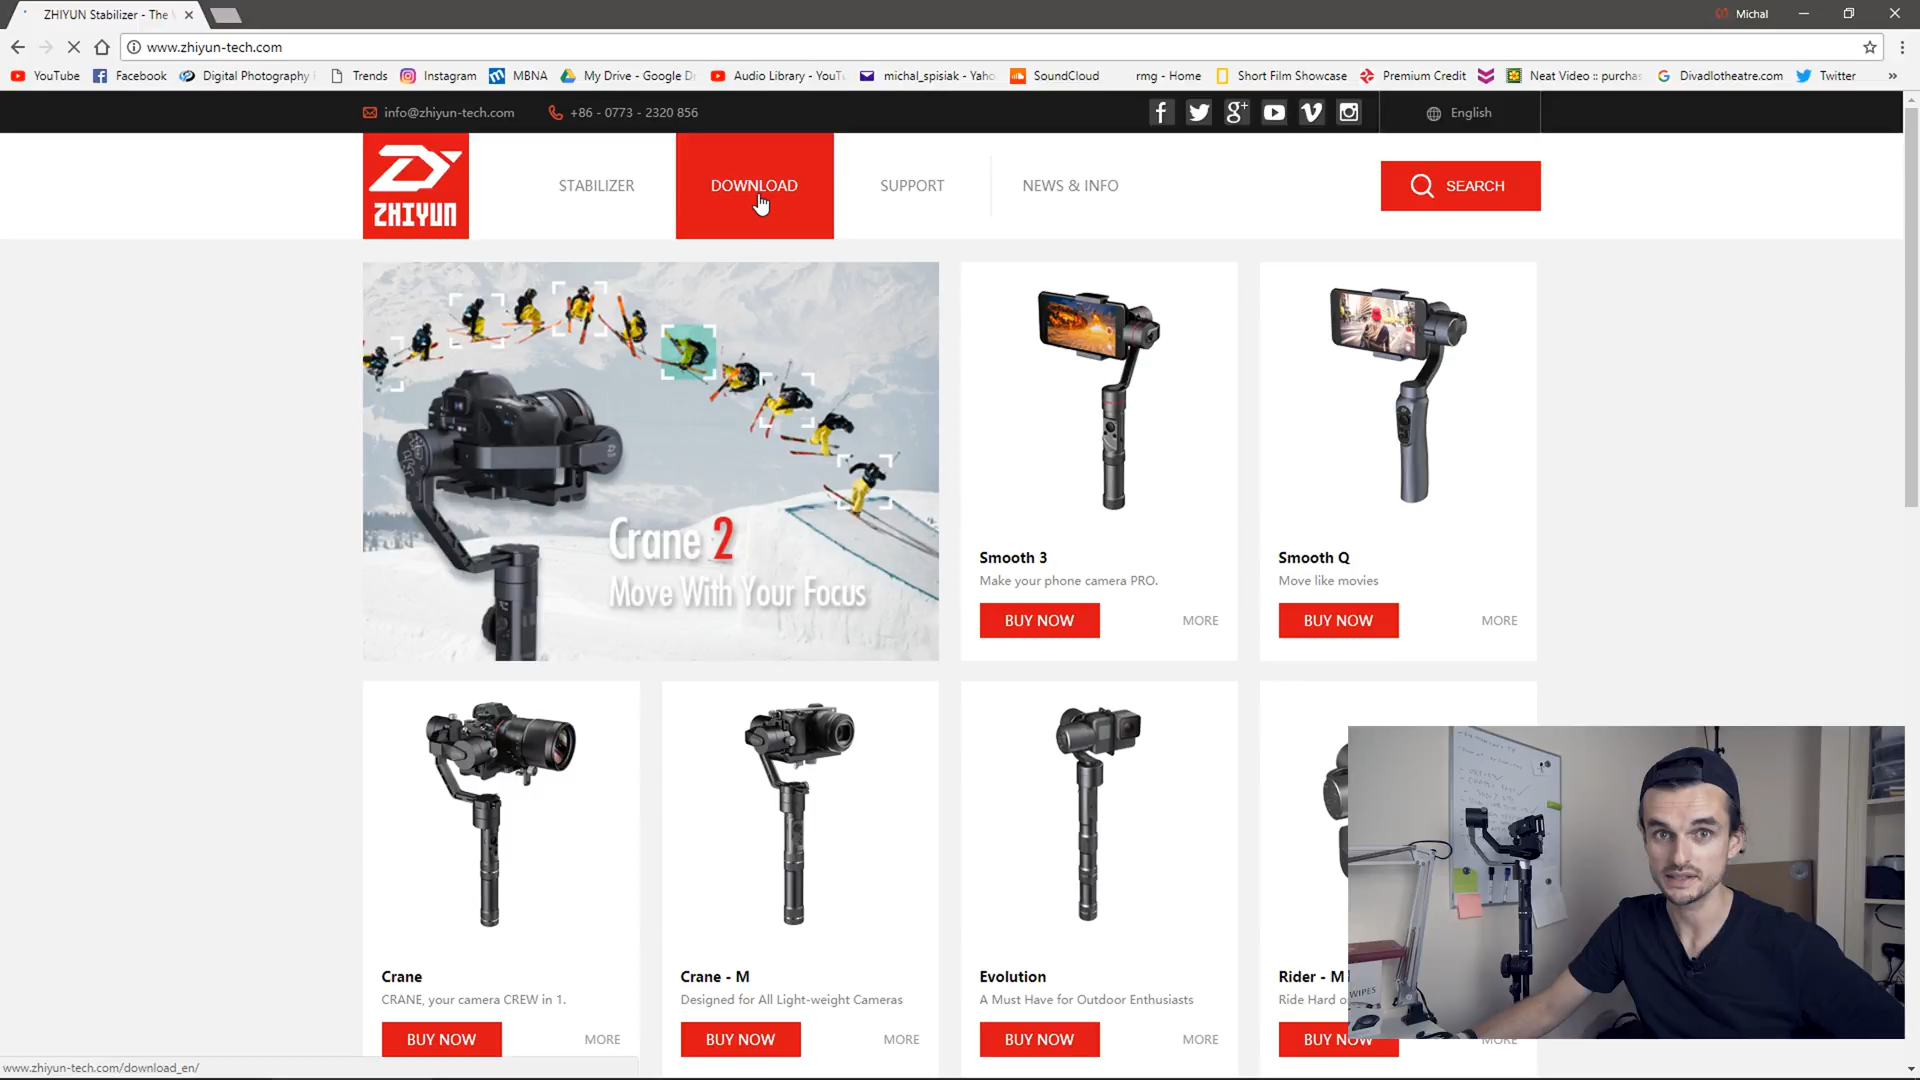 ZHIYUN Stabilizer - The
Michal
www.zhiyun-tech.com
YouTube
Facebook
Digital Photography
Trends
Instagram
MBNA
My Drive - Google D
Audio Library - YouT
michal_spisiak - Yaho
SoundCloud
rmg - Home
Short Film Showcase
Premium Credit
Neat Video :: purcha
Divadlotheatre.com
Twitter
info@zhiyun-tech.com
+86 - 0773 - 2320 856
English
ZHIYUN
STABILIZER
DOWNLOAD
SUPPORT
NEWS & INFO
SEARCH
Crane 2
Move With Your Focus
Smooth 3
Make your phone camera PRO.
BUY NOW
MORE
Smooth Q
Move like movies
BUY NOW
MORE
Crane
CRANE, your camera CREW in 1.
BUY NOW
MORE
Crane - M
Designed for All Light-weight Cameras
BUY NOW
MORE
Evolution
A Must Have for Outdoor Enthusiasts
BUY NOW
MORE
Rider - M
Ride Hard o
BUY NOW
MORE
WIPES
www.zhiyun-tech.com/download_en/